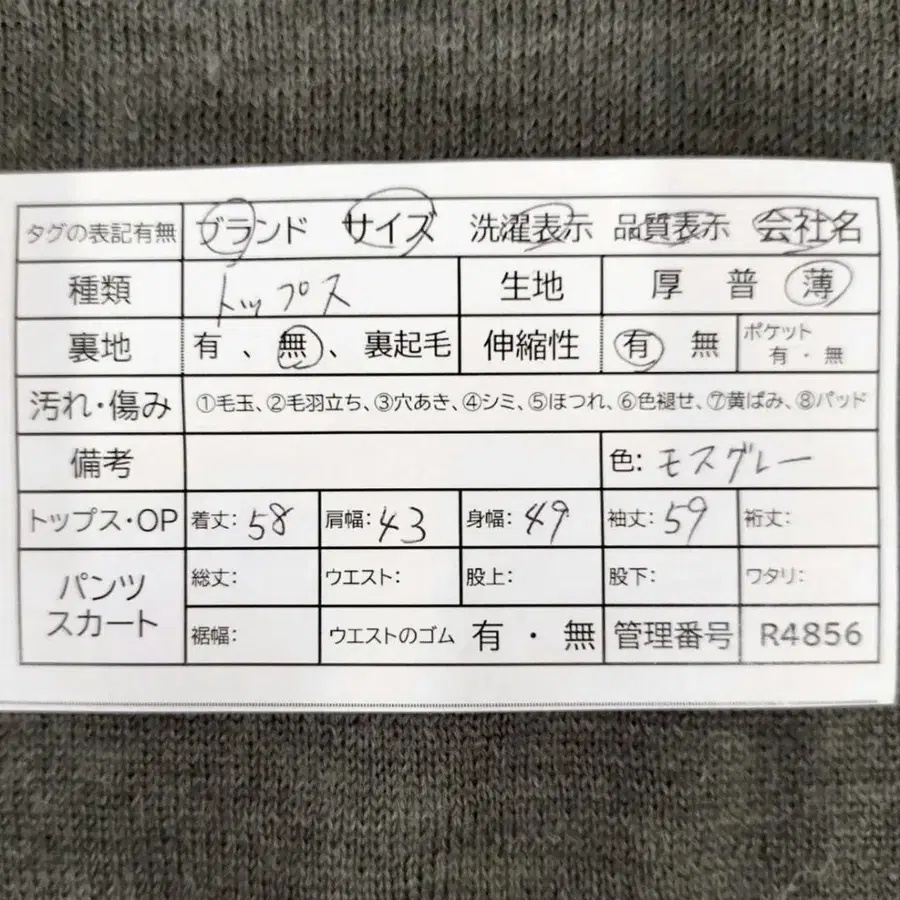 タグの表記有無 ブランド サイズ 洗濯表示 品質表示 会社名
種類 トップス 生地 厚 普 薄
裏地 有 、 無 、 裏起毛 伸縮性 有 無 ポケット 有 ・ 無
汚れ・傷み ①毛玉、②毛羽立ち、③穴あき、④シミ、⑤ほつれ、⑥色褪せ、⑦黄ばみ、⑧パッド
備考 色: モスグレー
トップス・OP 着丈: 58 肩幅: 43 身幅: 49 袖丈: 59 裄丈:
パンツ スカート 総丈: ウエスト: 股上: 股下: ワタリ:
裾幅: ウエストのゴム 有 ・ 無 管理番号 R4856